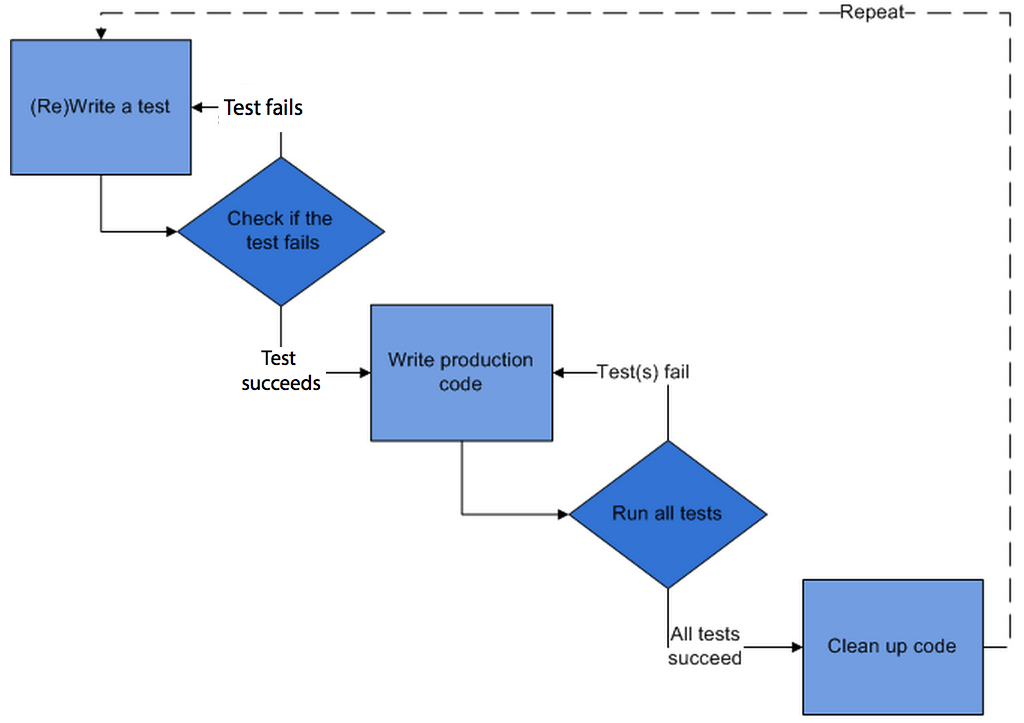 Repeat
(Re)Write a test
Test fails
Check if the
test fails
Test
succeeds
Write production
code
Test(s) fail
Run all tests
All tests
succeed
Clean up code